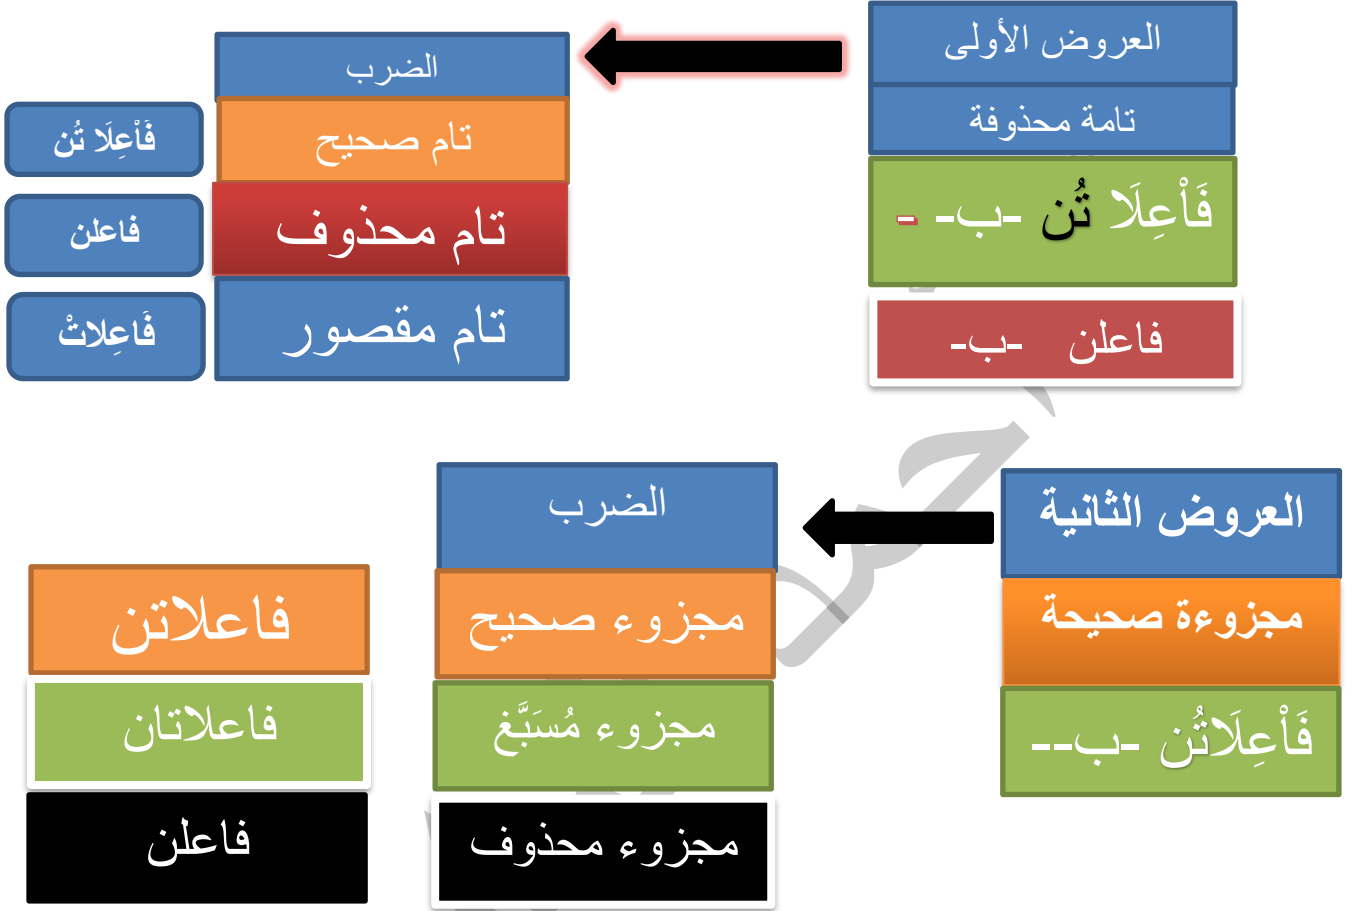 العروض الأولى
تامة محذوفة
فَاْعِلَا تُن -ب- -
فاعلن -ب-
الضرب
تام صحيح
فَاْعِلَا تُن
تام محذوف
فاعلن
تام مقصور
فَاعِلاتْ
العروض الثانية
مجزوءة صحيحة
فَاْعِلَاتُن -ب--
الضرب
مجزوء صحيح
فاعلاتن
مجزوء مُسَبَّغ
فاعلاتان
مجزوء محذوف
فاعلن